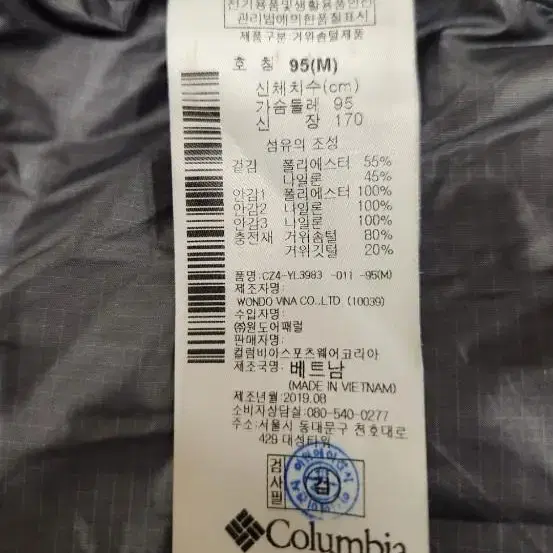 전기용품및생활용품안전
관리법에의한품질표시
제품구분:거위솜털제품
호 칭 95(M)
신체치수(cm)
가슴둘레 95
신 장 170
섬유의 조성
겉감 폴리에스터 55%
나일론 45%
안감1 폴리에스터 100%
안감2 나일론 100%
안감3 나일론 100%
충전재 거위솜털 80%
거위깃털 20%
품명:CZ4-YL3983 -011 -95(M)
제조자명:
WONDO VINA CO.,LTD (10039)
수입자명:
㈜원도어패럴
판매자명:
컬럼비아스포츠웨어코리아
제조국명: 베트남
(MADE IN VIETNAM)
제조년월:2019.08
소비자상담실:080-540-0277
주소:서울시 동대문구 천호대로
429 대성타워
검사필
검
Columbia